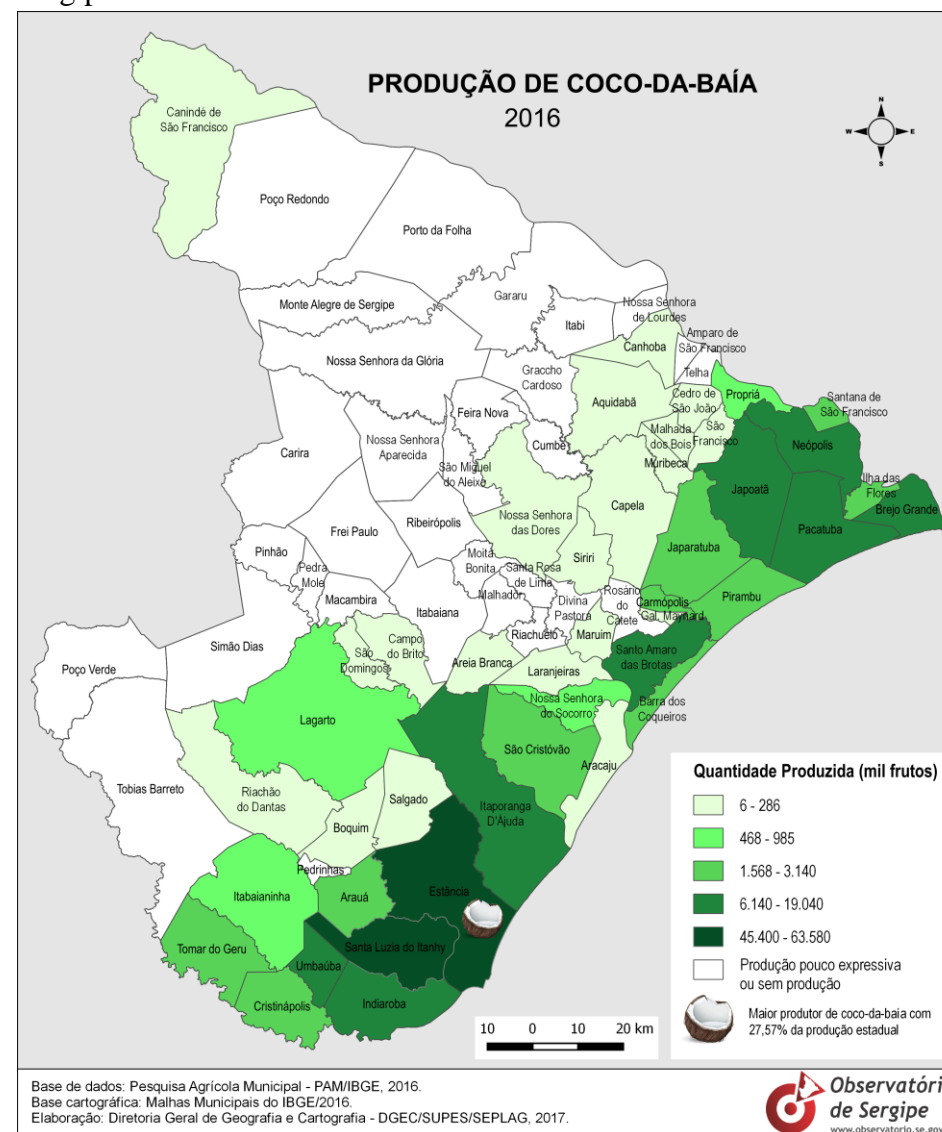 PRODUÇÃO DE COCO-DA-BAÍA
2016
N
W
E
S
Canindé de
São Francisco
Poço Redondo
Porto da Folha
Monte Alegre de Sergipe
Gararu
Nossa Senhora
de Lourdes
Itabi
Amparo de
São Francisco
Canhoba
Nossa Senhora da Glória
Graccho
Cardoso
Telha
Aquidabã
Cedro de
São João
Propriá
Santana de
São Francisco
Feira Nova
Malhada
dos Bois
São
Francisco
Neópolis
Carira
Nossa Senhora
Aparecida
Cumbe
Muribeca
São Miguel
do Aleixo
Japoatã
Ilha das
Flores
Brejo Grande
Capela
Nossa Senhora
das Dores
Pacatuba
Frei Paulo
Ribeirópolis
Pinhão
Moita
Bonita
Siriri
Japaratuba
Pedra
Mole
Santa Rosa
de Lima
Macambira
Itabaiana
Malhador
Divina
Pastora
Rosário
do
Catete
Carmópolis
Pirambu
Gal. Maynard
Riachuelo
Maruim
Simão Dias
Campo
do Brito
São
Domingos
Santo Amaro
das Brotas
Poço Verde
Areia Branca
Laranjeiras
Nossa Senhora
do Socorro
Barra dos
Coqueiros
Lagarto
São Cristóvão
Aracaju
Tobias Barreto
Riachão
do Dantas
Salgado
Itaporanga
D'Ájuda
Boquim
Pedrinhas
Itabaianinha
Arauá
Estância
Tomar do Geru
Santa Luzia do Itanhy
Umbaúba
Cristinápolis
Indiaroba
Quantidade Produzida (mil frutos)
6 - 286
468 - 985
1.568 - 3.140
6.140 - 19.040
45.400 - 63.580
Produção pouco expressiva
ou sem produção
Maior produtor de coco-da-baia com
27,57% da produção estadual
10 0 10 20 km
Base de dados: Pesquisa Agrícola Municipal - PAM/IBGE, 2016.
Base cartográfica: Malhas Municipais do IBGE/2016.
Elaboração: Diretoria Geral de Geografia e Cartografia - DGEC/SUPES/SEPLAG, 2017.
Observatóri
de Sergipe
www.observatorio.se.gov